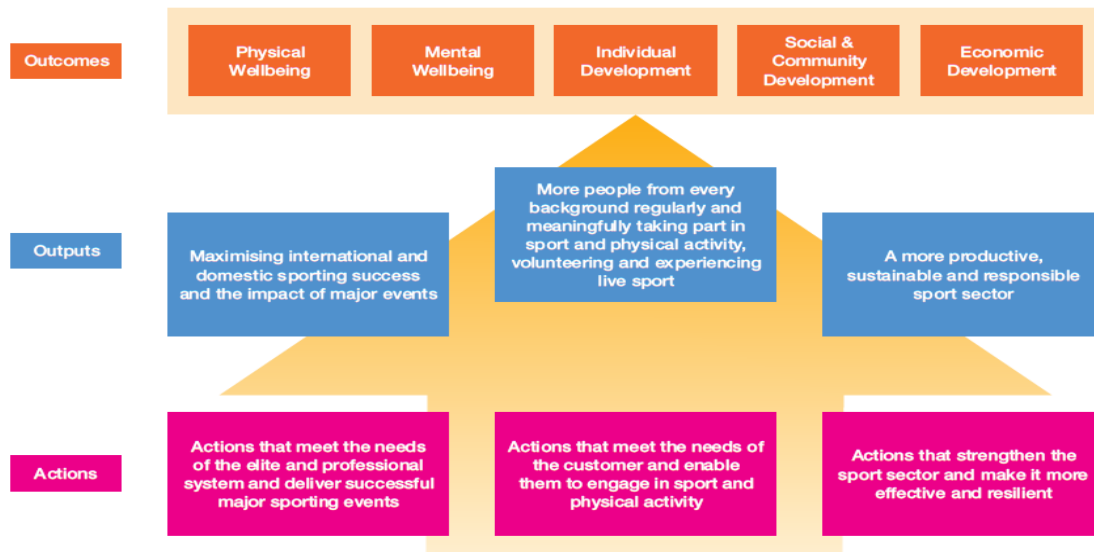 Outcomes
Physical
Wellbeing
Mental
Wellbeing
Individual
Development
Social &
Community
Development
Economic
Development
Outputs
Maximising international and
domestic sporting success
and the impact of major events
More people from every
background regularly and
meaningfully taking part in
sport and physical activity,
volunteering and experiencing
live sport
A more productive,
sustainable and responsible
sport sector
Actions
Actions that meet the needs
of the elite and professional
system and deliver successful
major sporting events
Actions that meet the needs of
the customer and enable
them to engage in sport and
physical activity
Actions that strengthen the
sport sector and make it more
effective and resilient